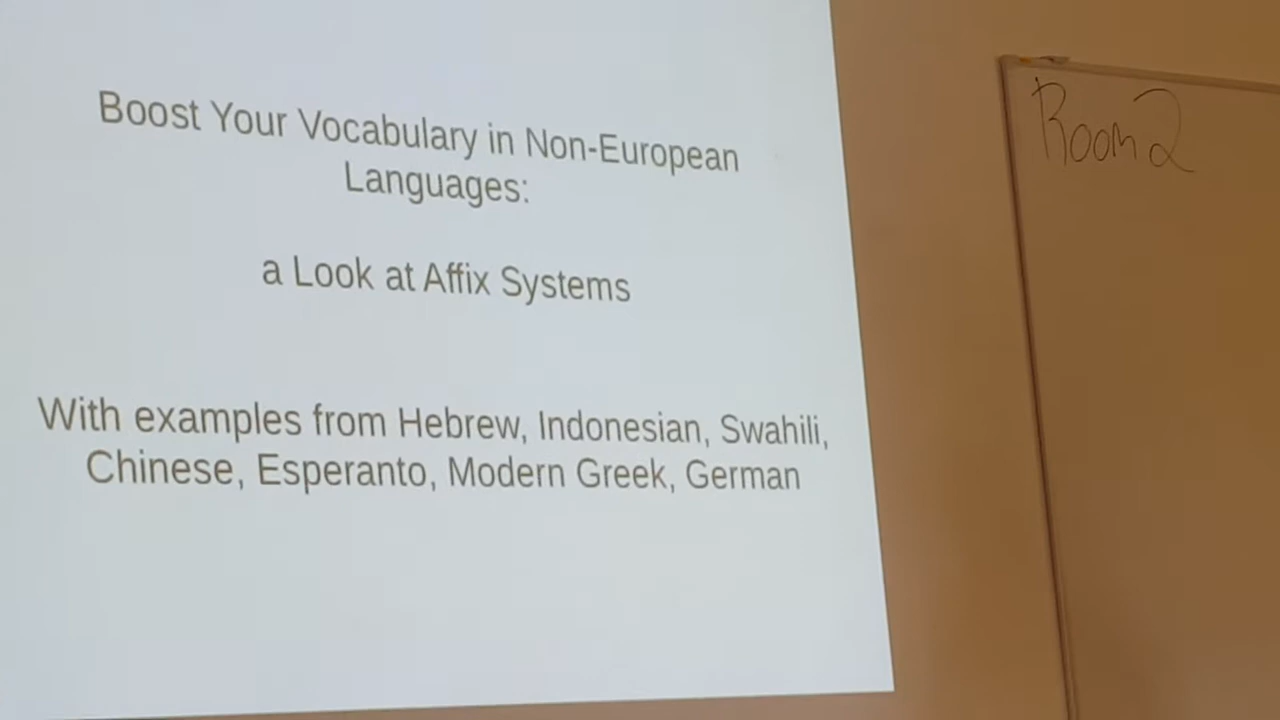 Boost Your Vocabulary in Non-European
Languages:
a Look at Affix Systems
With examples from Hebrew, Indonesian, Swahili,
Chinese, Esperanto, Modern Greek, German
Room 2